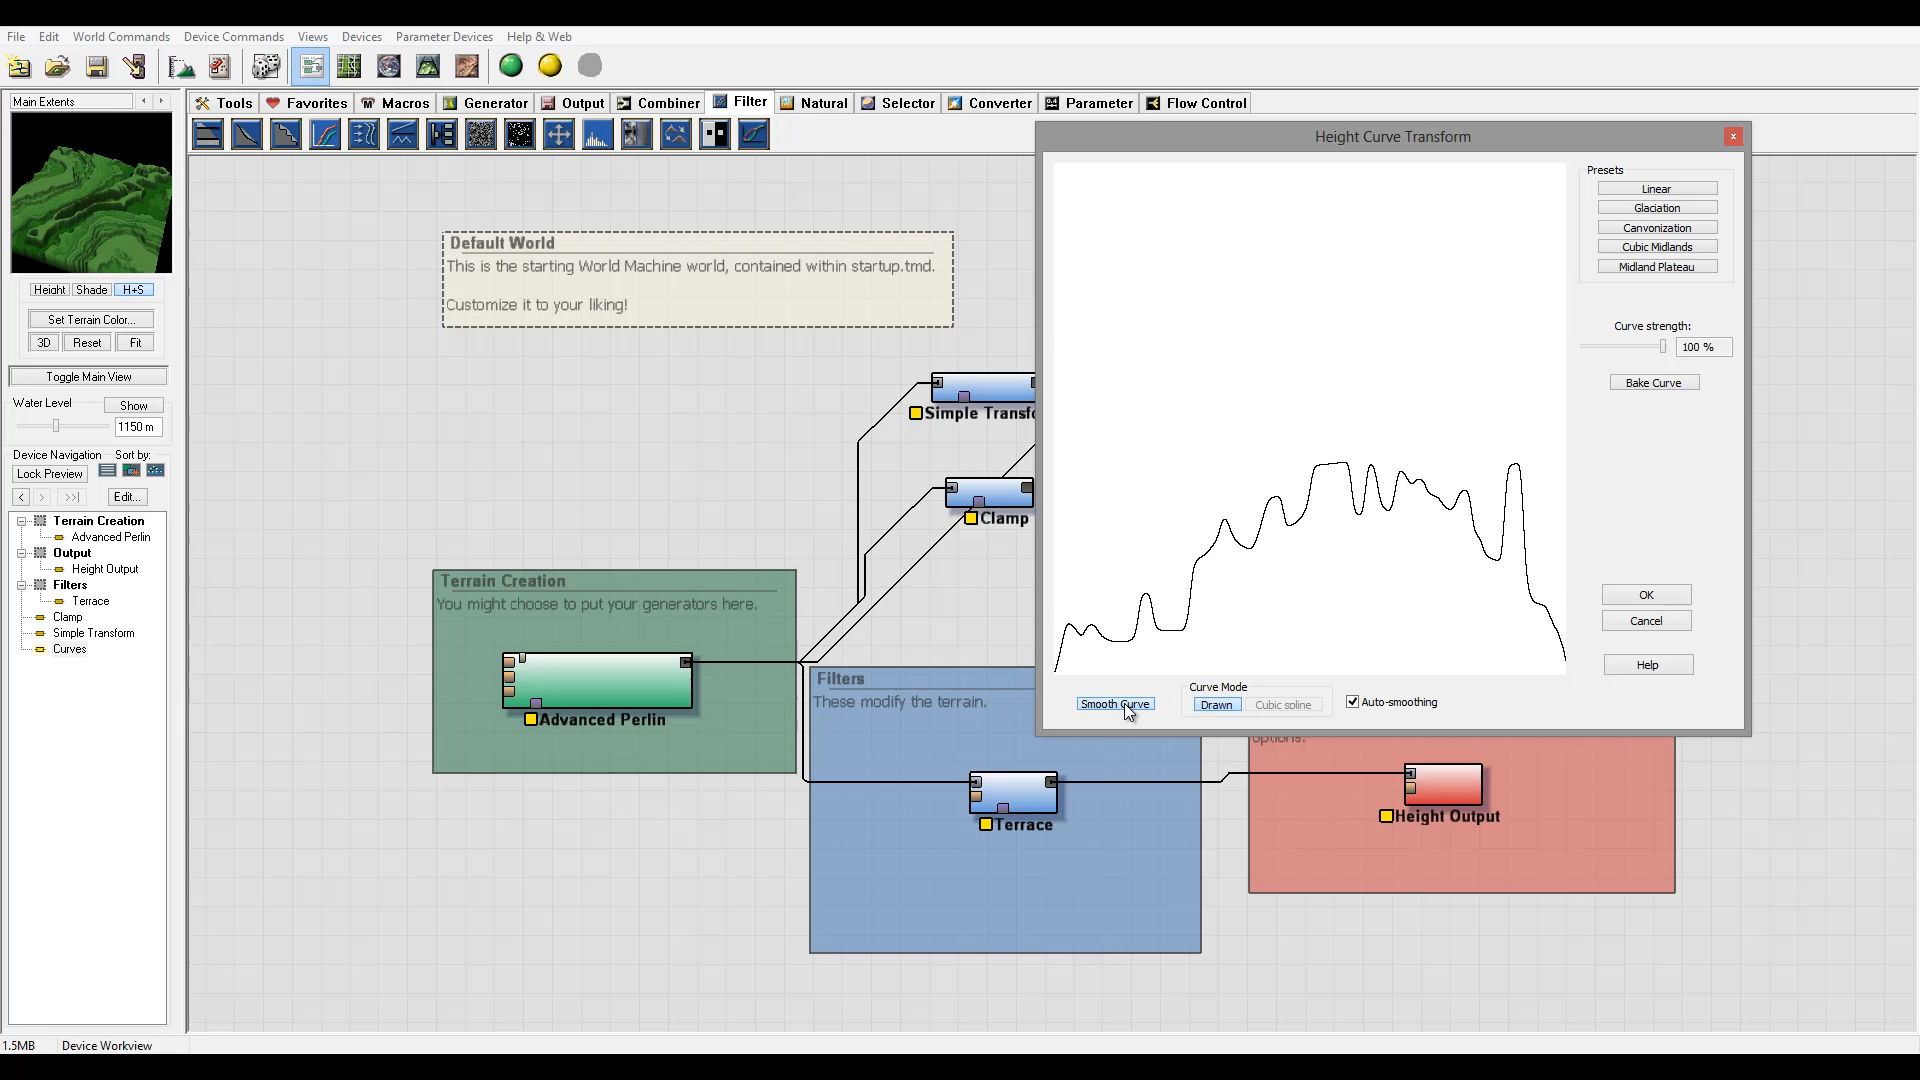 File Edit World Commands Device Commands Views Devices Parameter Devices Help & Web
Main Extents
Tools Favorites Macros Generator Output Combiner Filter Natural Selector Converter Parameter Flow Control
Height Shade H+S
Set Terrain Color...
3D Reset Fit
Toggle Main View
Water Level Show
1150 m
Device Navigation Sort by:
Lock Preview
< > >>| Edit...
Terrain Creation
Advanced Perlin
Output
Height Output
Filters
Terrace
Clamp
Simple Transform
Curves
Default World
This is the starting World Machine world, contained within startup.tmd.
Customize it to your liking!
Simple Transfo
Clamp
Terrain Creation
You might choose to put your generators here.
Advanced Perlin
Filters
These modify the terrain.
Terrace
options.
Height Output
Height Curve Transform
x
Presets
Linear
Glaciation
Canvonization
Cubic Midlands
Midland Plateau
Curve strength:
100 %
Bake Curve
OK
Cancel
Help
Smooth Curve
Curve Mode
Drawn Cubic spline
Auto-smoothing
1.5MB Device Workview